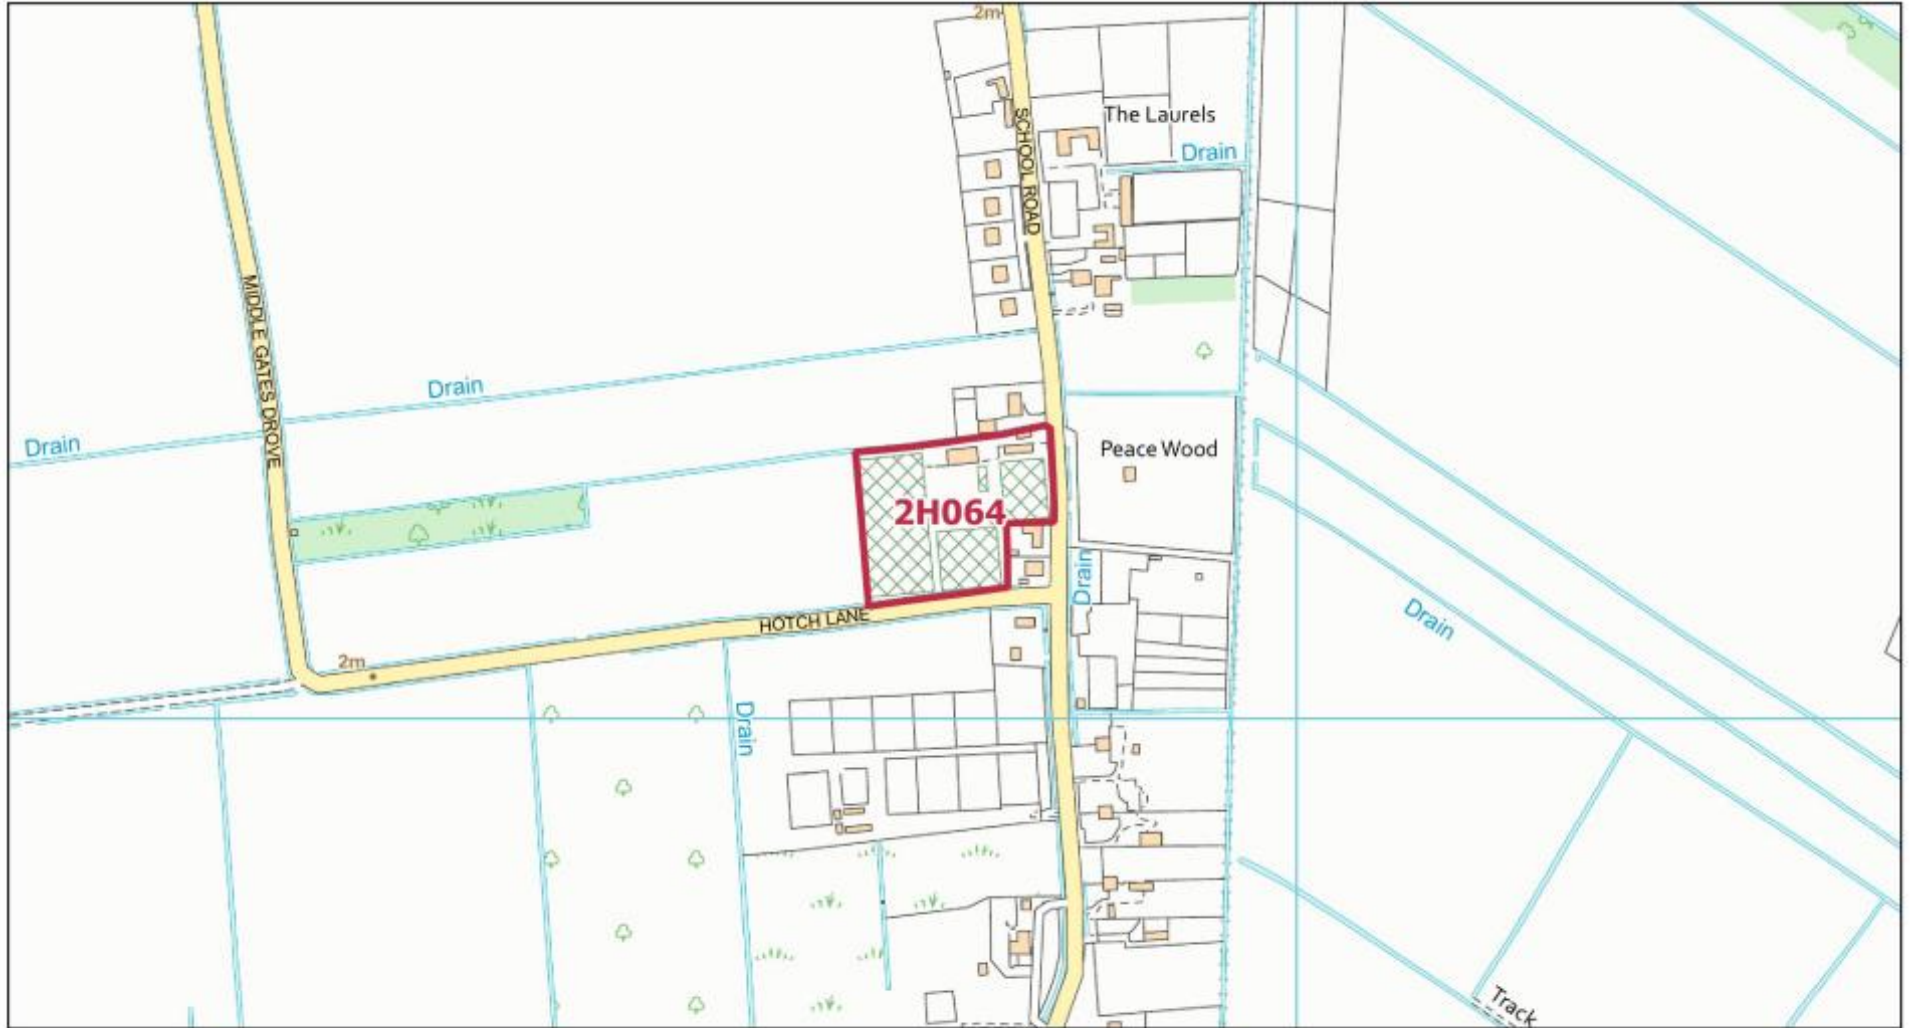 2m
SCHOOL ROAD
The Laurels
Drain
MIDDLE GATES DROVE
Drain
Drain
Peace Wood
2H064
Drain
Drain
HOTCH LANE
2m
Drain
Track